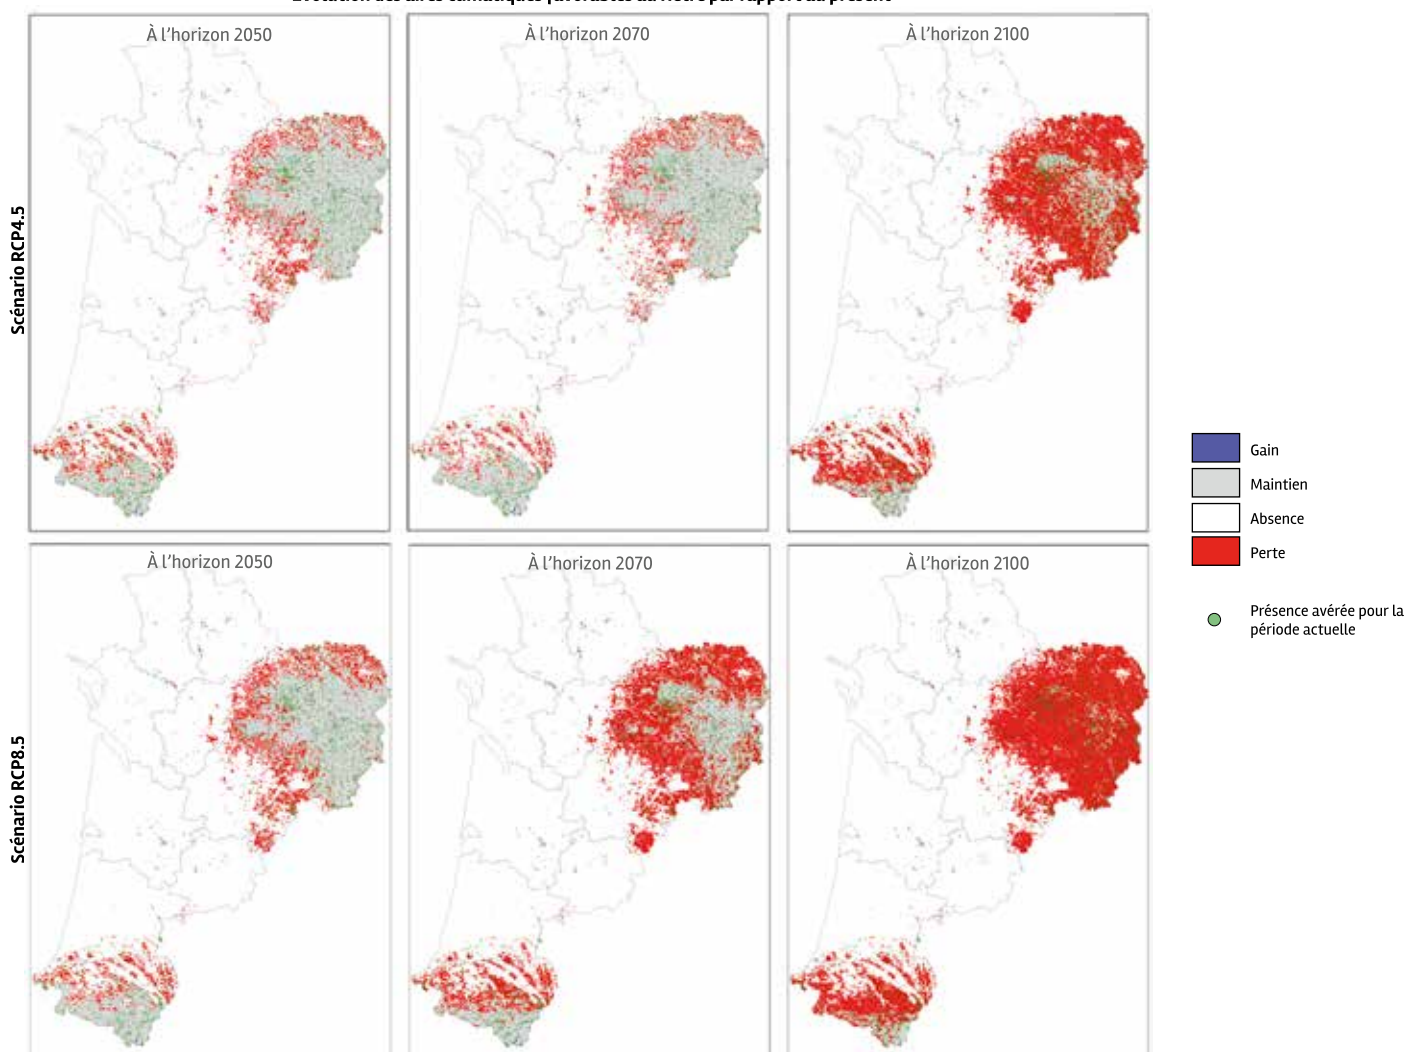 À l'horizon 2050
À l'horizon 2070
À l'horizon 2100
Scénario RCP4.5
À l'horizon 2050
À l'horizon 2070
À l'horizon 2100
Scénario RCP8.5
Gain
Maintien
Absence
Perte
Présence avérée pour la
période actuelle